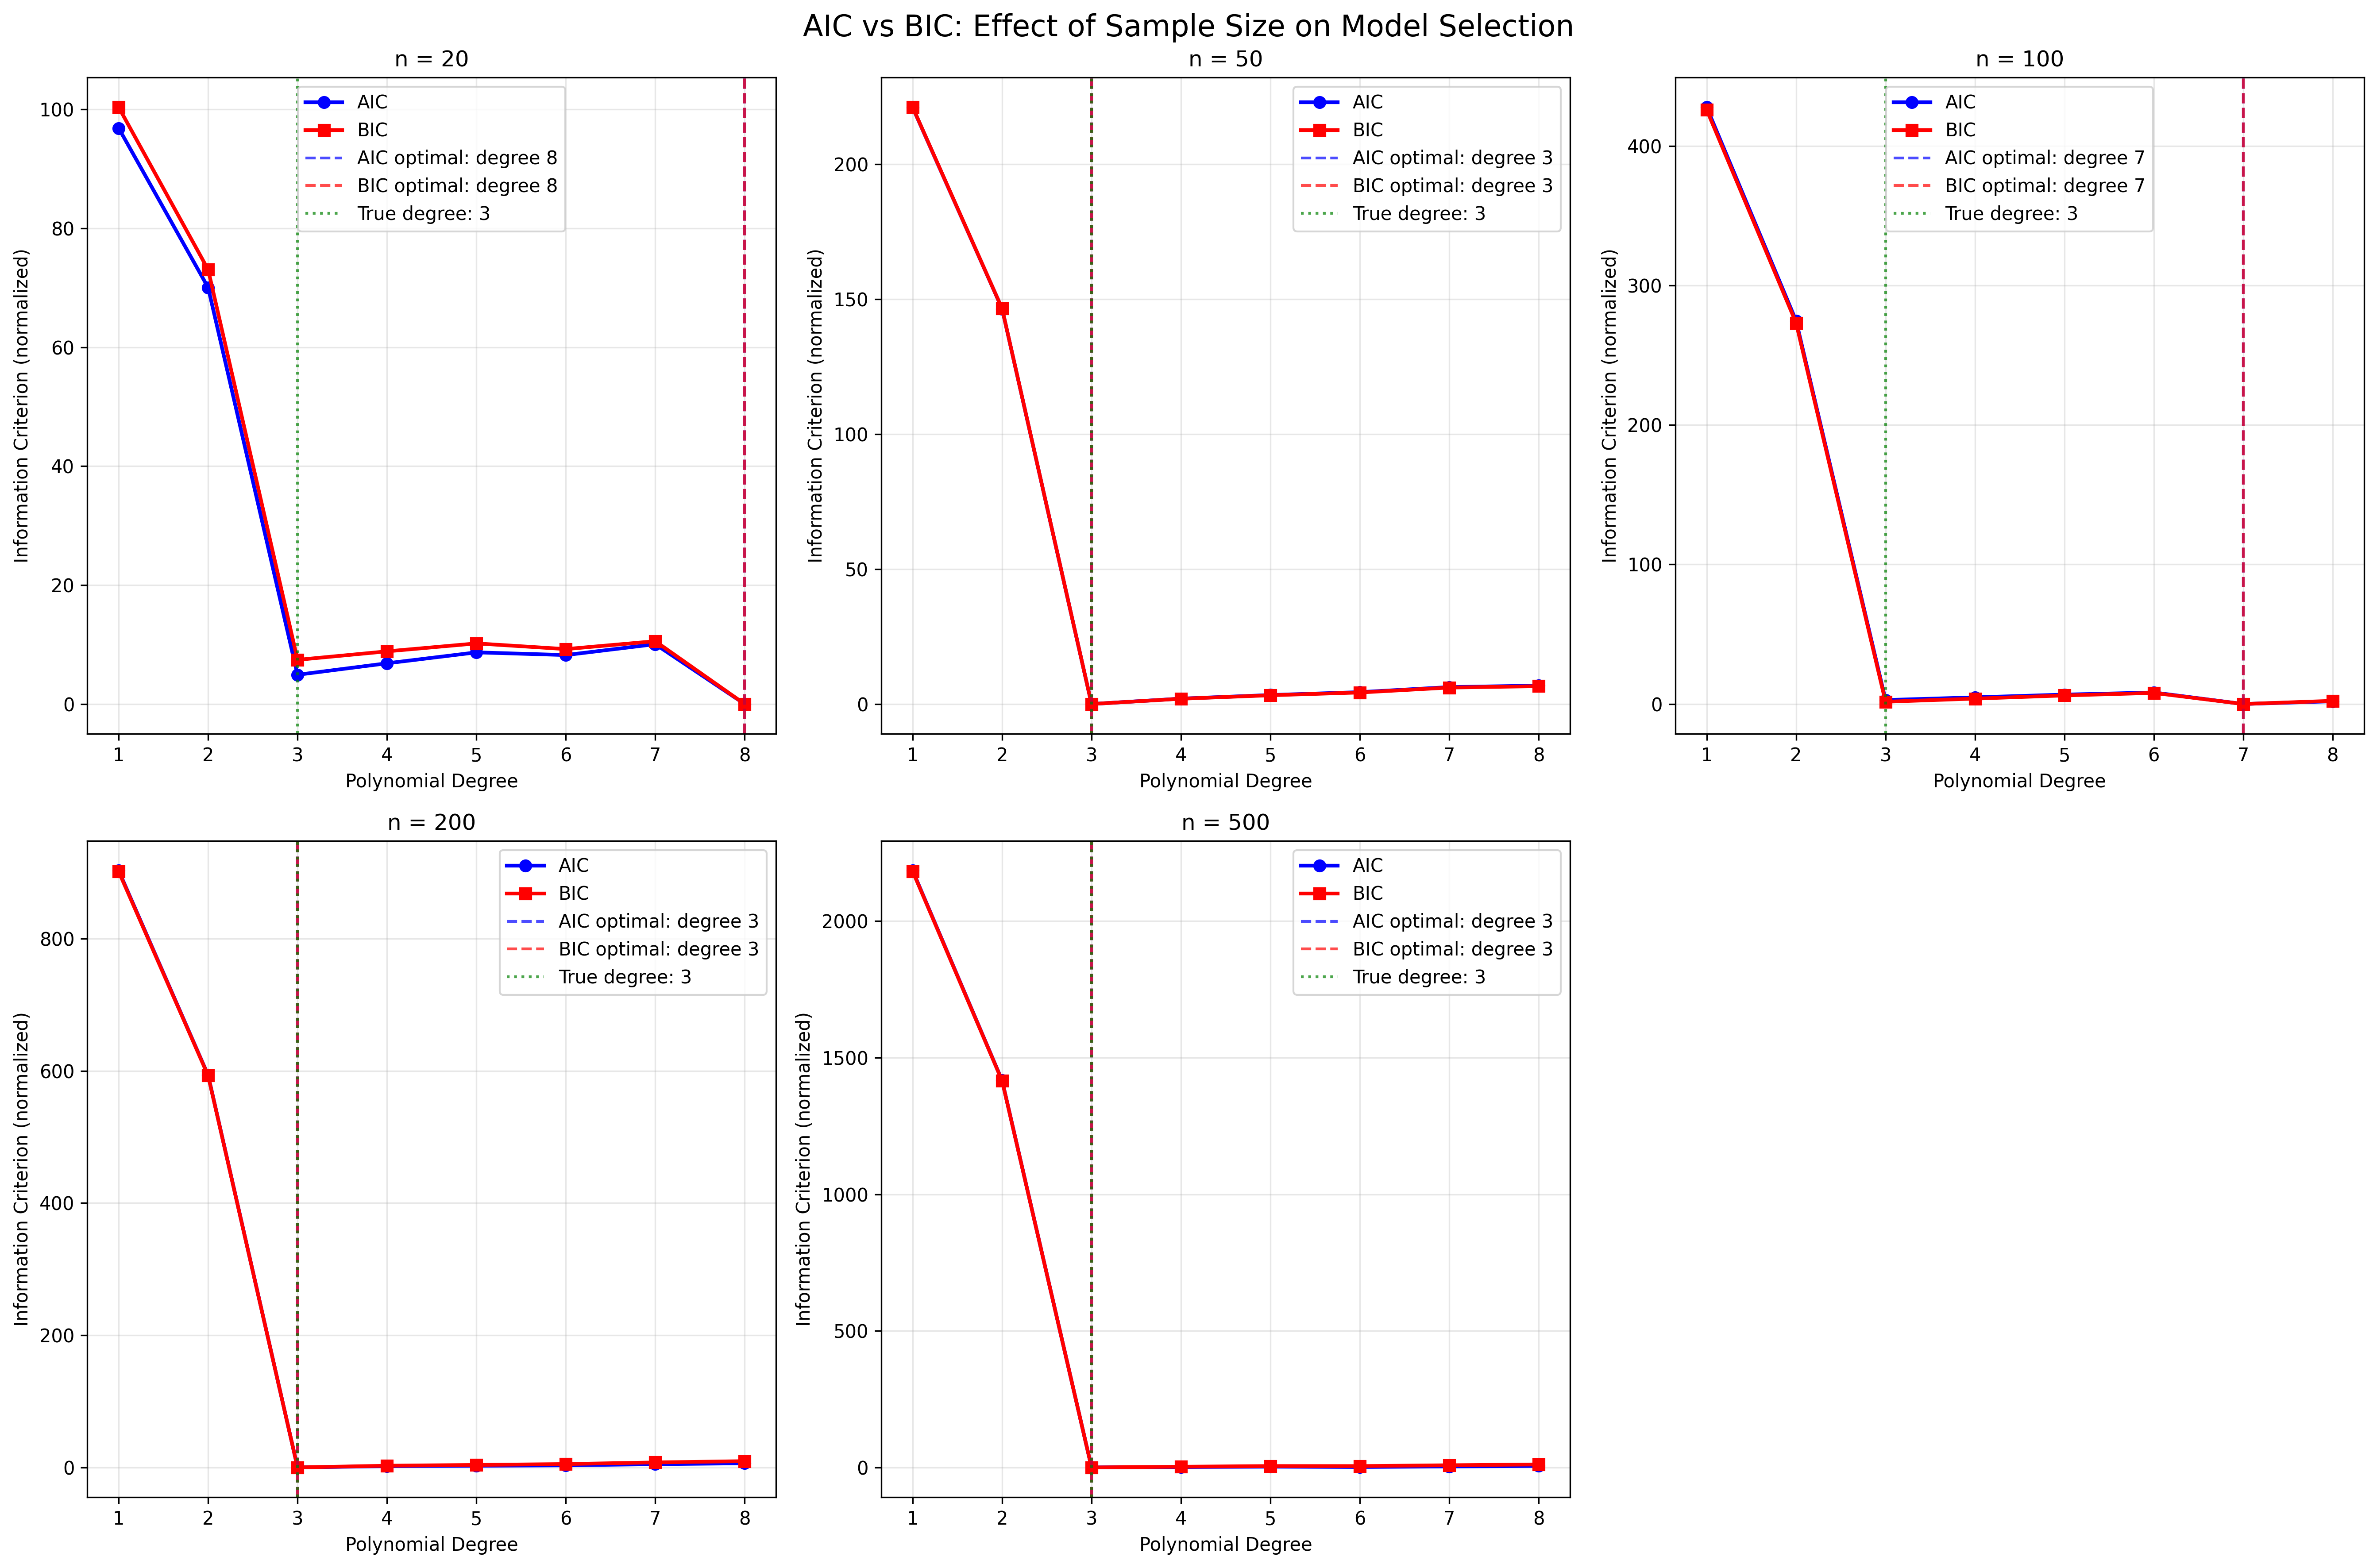 AIC vs BIC: Effect of Sample Size on Model Selection
n = 20
Information Criterion (normalized)
100
80
60
40
20
0
AIC
BIC
AIC optimal: degree 8
BIC optimal: degree 8
True degree: 3
1 2 3 4 5 6 7 8
Polynomial Degree
n = 50
Information Criterion (normalized)
200
150
100
50
0
AIC
BIC
AIC optimal: degree 3
BIC optimal: degree 3
True degree: 3
1 2 3 4 5 6 7 8
Polynomial Degree
n = 100
Information Criterion (normalized)
400
300
200
100
0
AIC
BIC
AIC optimal: degree 7
BIC optimal: degree 7
True degree: 3
1 2 3 4 5 6 7 8
Polynomial Degree
n = 200
Information Criterion (normalized)
800
600
400
200
0
AIC
BIC
AIC optimal: degree 3
BIC optimal: degree 3
True degree: 3
1 2 3 4 5 6 7 8
Polynomial Degree
n = 500
Information Criterion (normalized)
2000
1500
1000
500
0
AIC
BIC
AIC optimal: degree 3
BIC optimal: degree 3
True degree: 3
1 2 3 4 5 6 7 8
Polynomial Degree